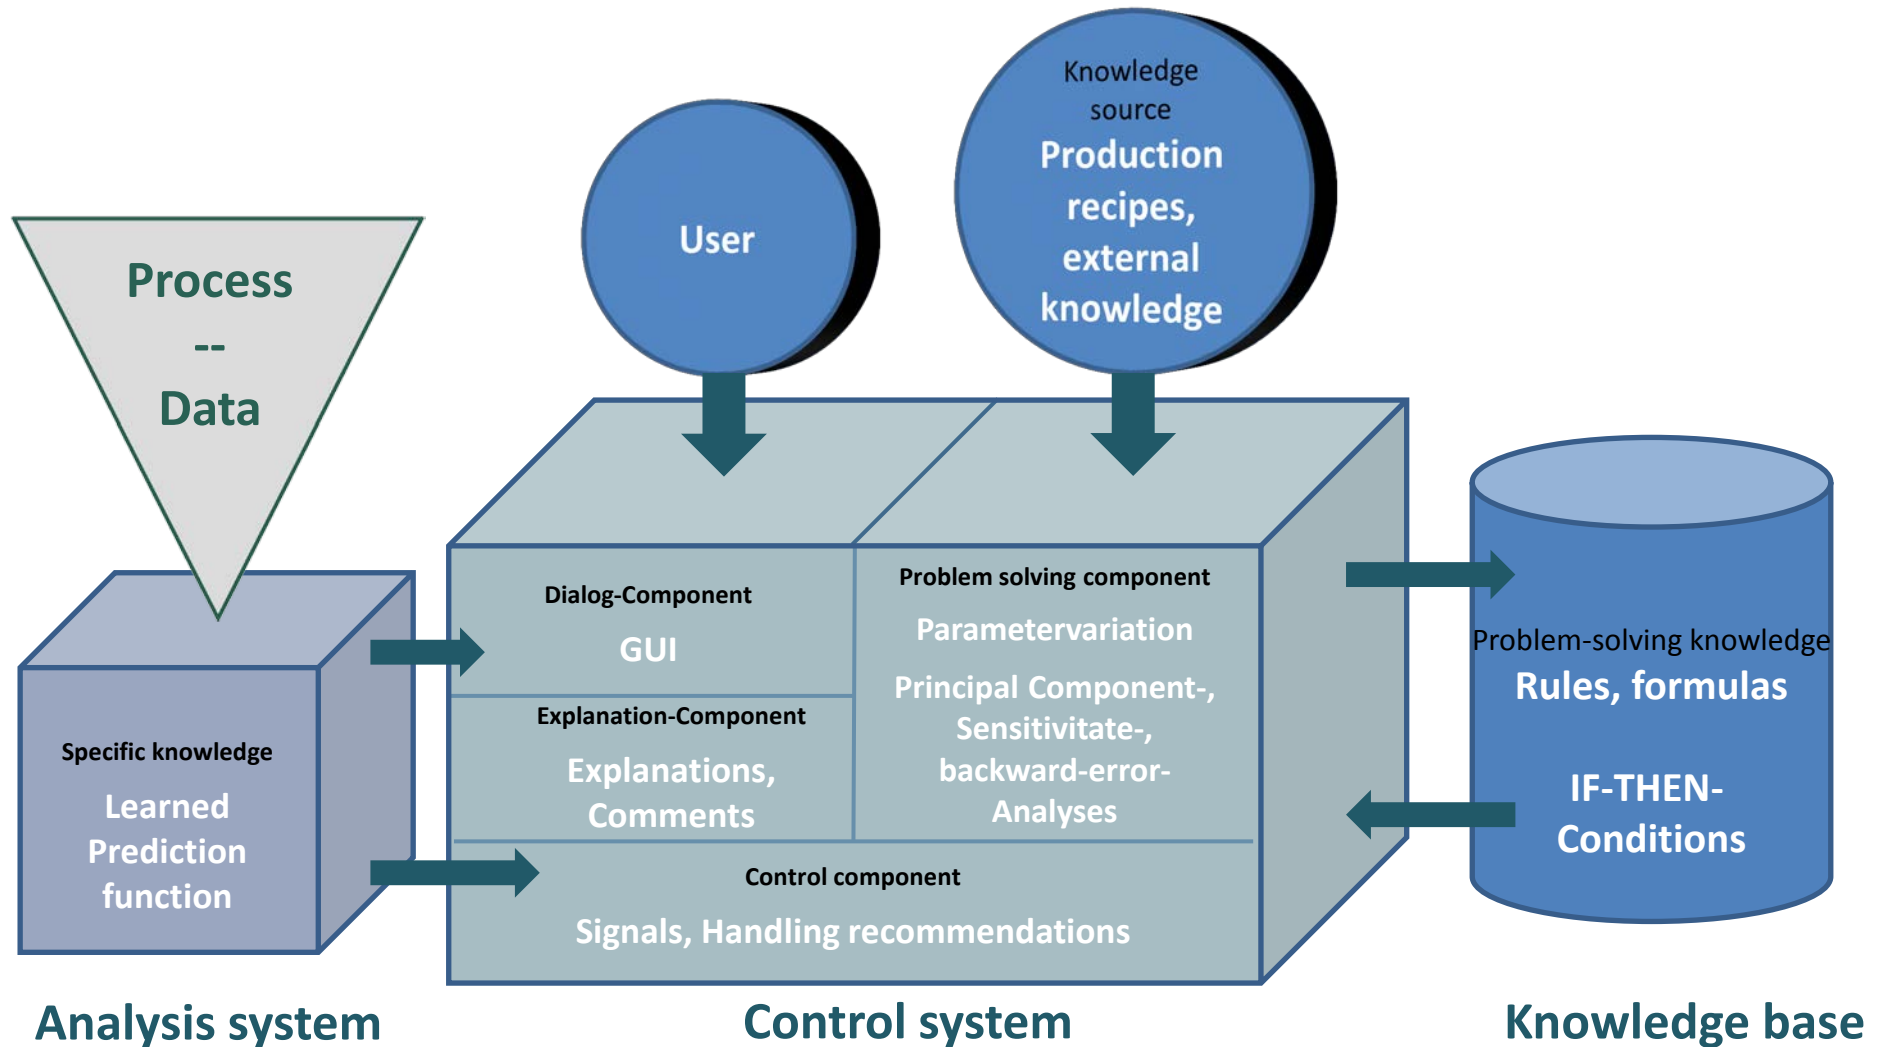 Process
--
Data
User
Knowledge
source
Production
recipes,
external
knowledge
Specific knowledge
Learned
Prediction
function
Dialog-Component
GUI
Explanation-Component
Explanations,
Comments
Problem solving component
Parametervariation
Principal Component-,
Sensitivitate-,
backward-error-
Analyses
Control component
Signals, Handling recommendations
Problem-solving knowledge
Rules, formulas
IF-THEN-
Conditions
Analysis system
Control system
Knowledge base